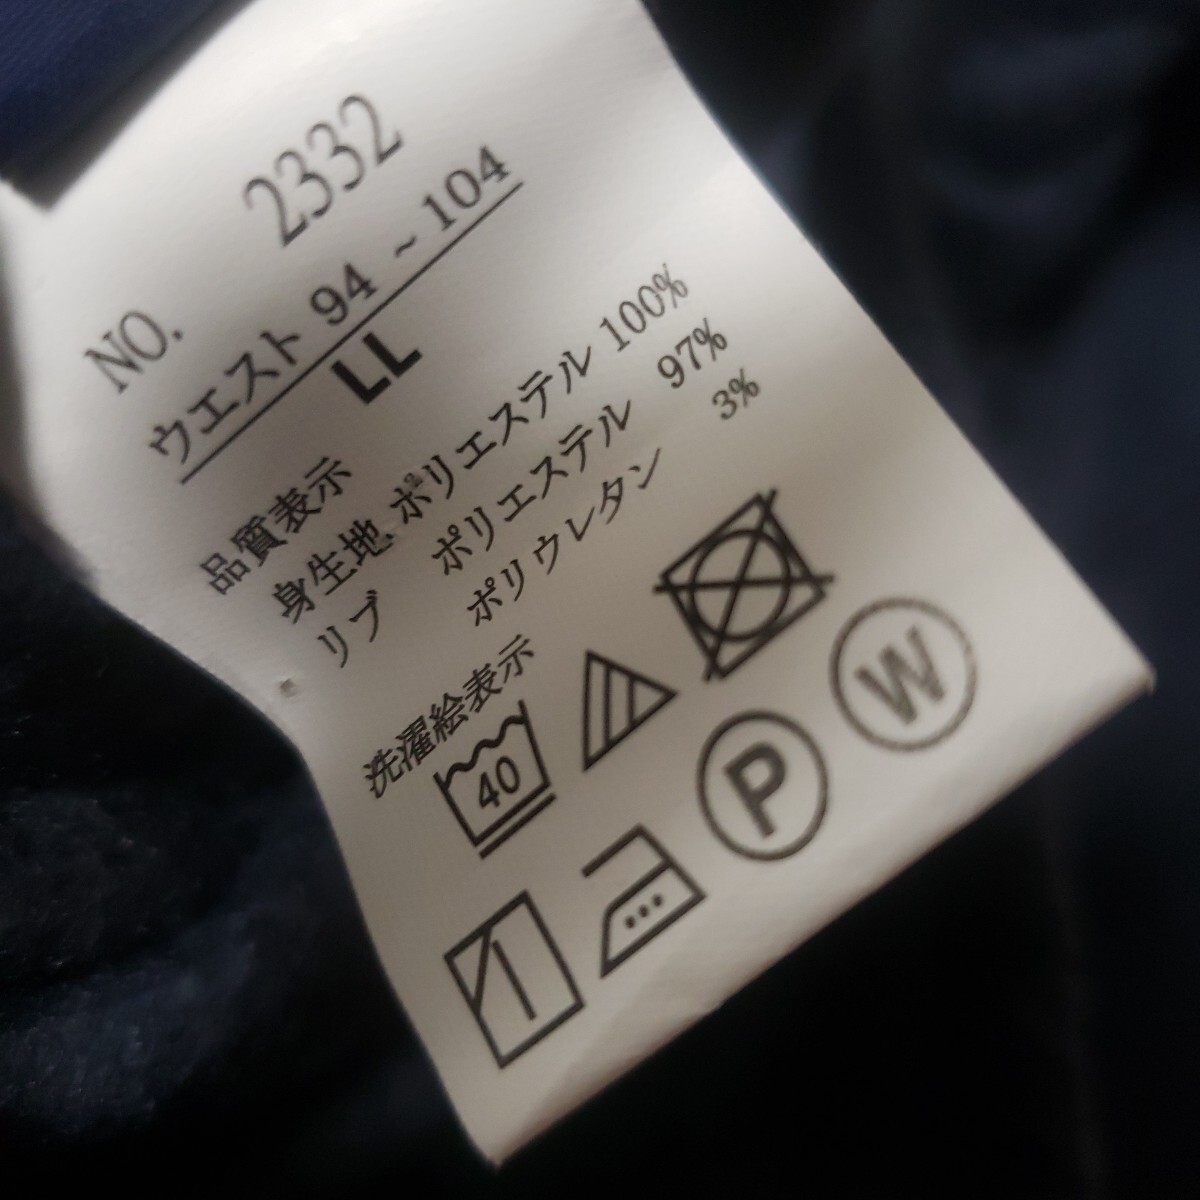 NO. 2332
ウエスト 94 ~ 104
LL
品質表示
身生地 ポリエステル 100%
リブ ポリエステル 97%
ポリウレタン 3%
洗濯絵表示
40
P W